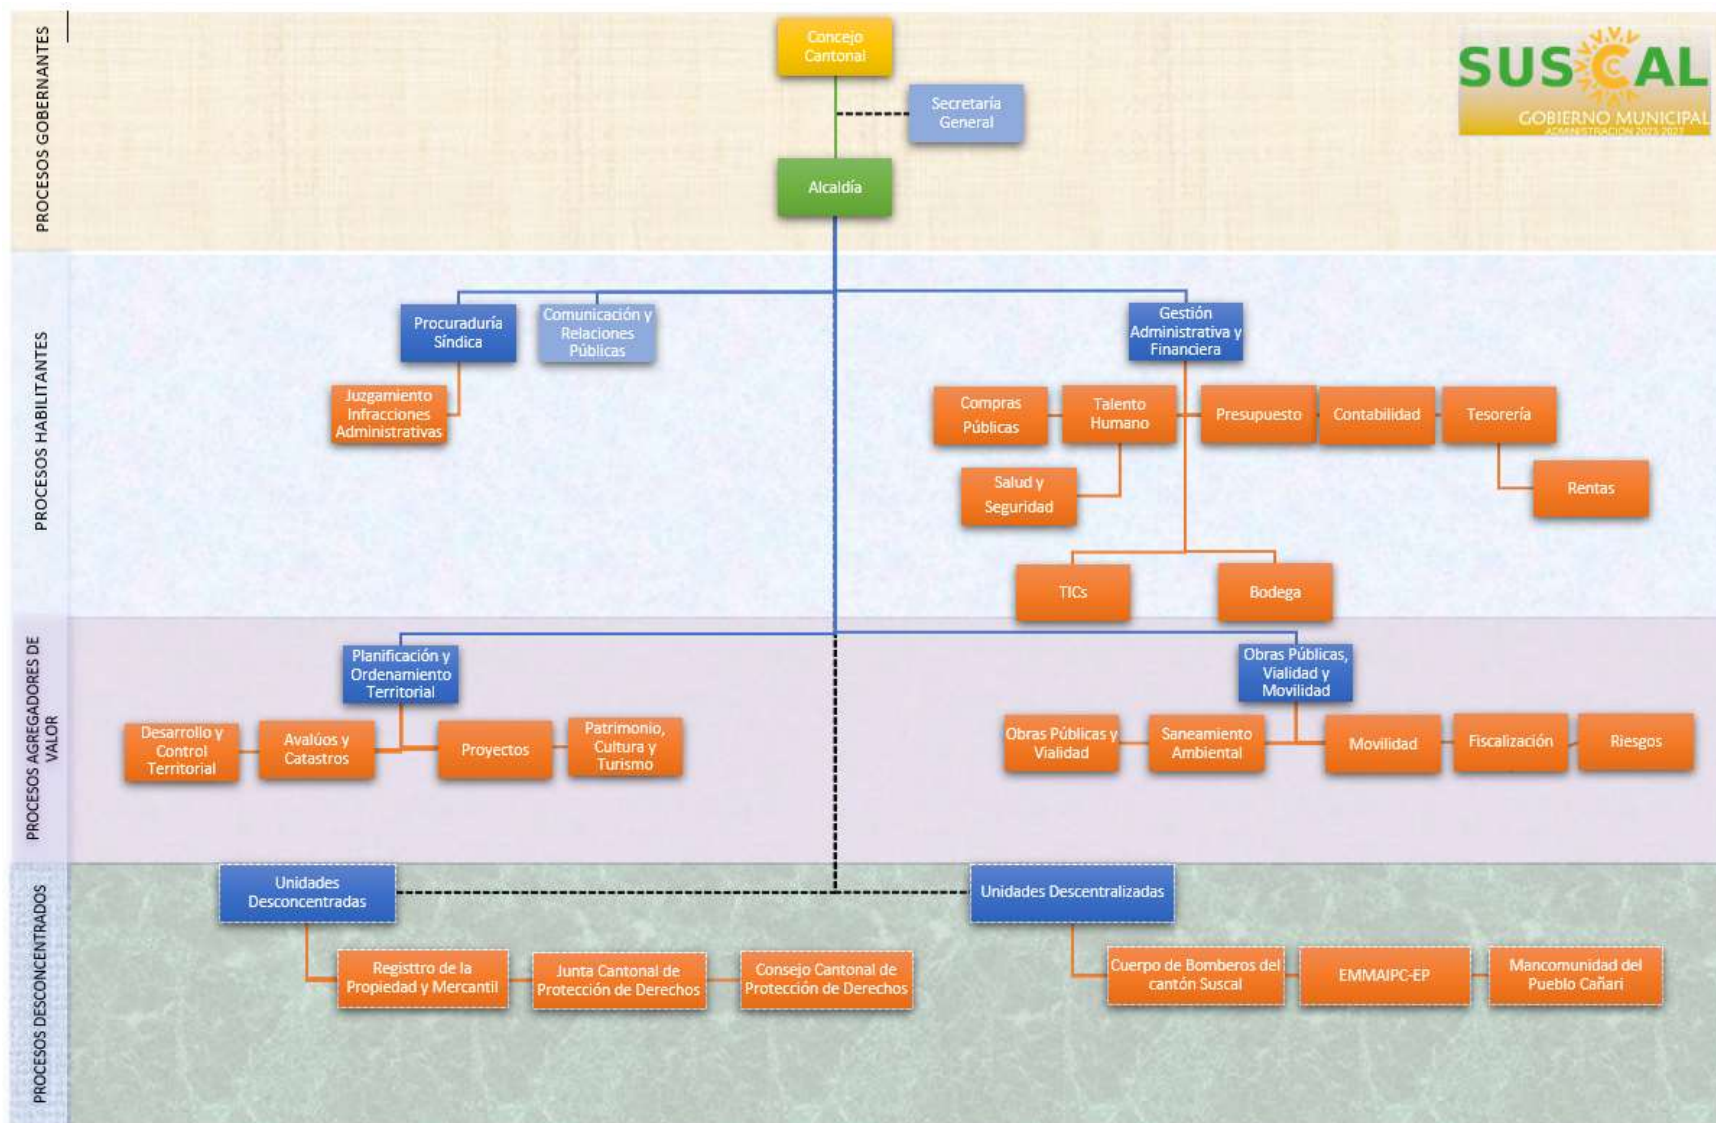 PROCESOS GOBERNANTES
Concejo
Cantonal
Secretaría
General
Alcaldía
SUSCAL
GOBIERNO MUNICIPAL
ADMINISTRACIÓN 2023 2027
PROCESOS HABILITANTES
Procuraduría
Síndica
Comunicación y
Relaciones
Públicas
Gestión
Administrativa y
Financiera
Juzgamiento
Infracciones
Administrativas
Compras
Públicas
Talento
Humano
Presupuesto
Contabilidad
Tesorería
Salud y
Seguridad
Rentas
TICs
Bodega
PROCESOS AGREGADORES DE
VALOR
Planificación y
Ordenamiento
Territorial
Obras Públicas,
Vialidad y
Movilidad
Desarrollo y
Control
Territorial
Avalúos y
Catastros
Proyectos
Patrimonio,
Cultura y
Turismo
Obras Públicas y
Vialidad
Saneamiento
Ambiental
Movilidad
Fiscalización
Riesgos
PROCESOS DESCONCENTRADOS
Unidades
Desconcentradas
Unidades Descentralizadas
Registtro de la
Propiedad y Mercantil
Junta Cantonal de
Protección de Derechos
Consejo Cantonal de
Protección de Derechos
Cuerpo de Bomberos del
cantón Suscal
EMMAIPC-EP
Mancomunidad del
Pueblo Cañari